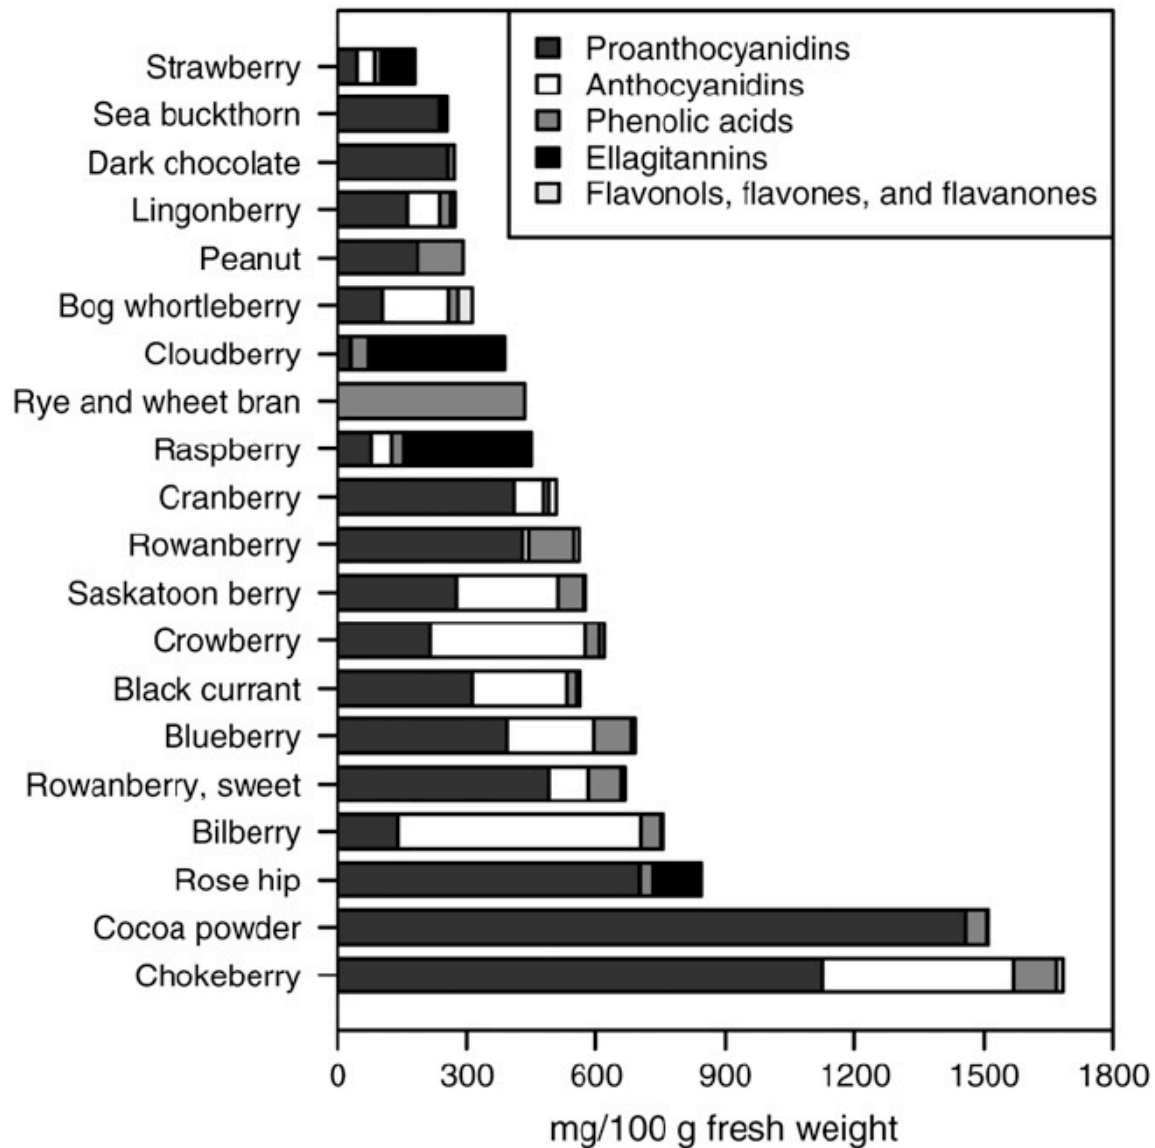 Proanthocyanidins
Anthocyanidins
Phenolic acids
Ellagitannins
Flavonols, flavones, and flavanones
Strawberry
Sea buckthorn
Dark chocolate
Lingonberry
Peanut
Bog whortleberry
Cloudberry
Rye and wheet bran
Raspberry
Cranberry
Rowanberry
Saskatoon berry
Crowberry
Black currant
Blueberry
Rowanberry, sweet
Bilberry
Rose hip
Cocoa powder
Chokeberry
0 300 600 900 1200 1500 1800
mg/100 g fresh weight